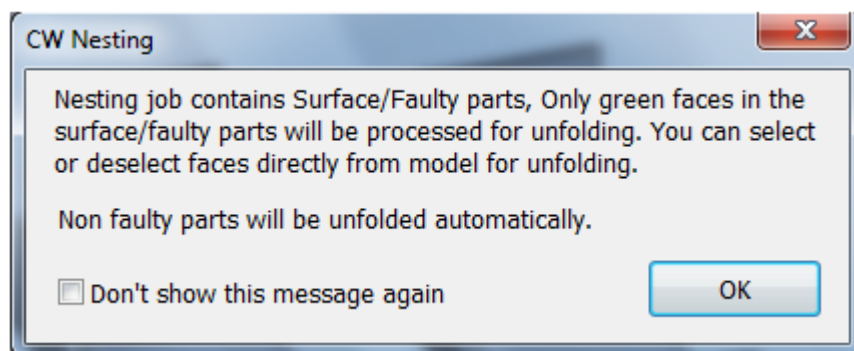 CW Nesting
Nesting job contains Surface/Faulty parts, Only green faces in the
surface/faulty parts will be processed for unfolding. You can select
or deselect faces directly from model for unfolding.
Non faulty parts will be unfolded automatically.
Don't show this message again
OK